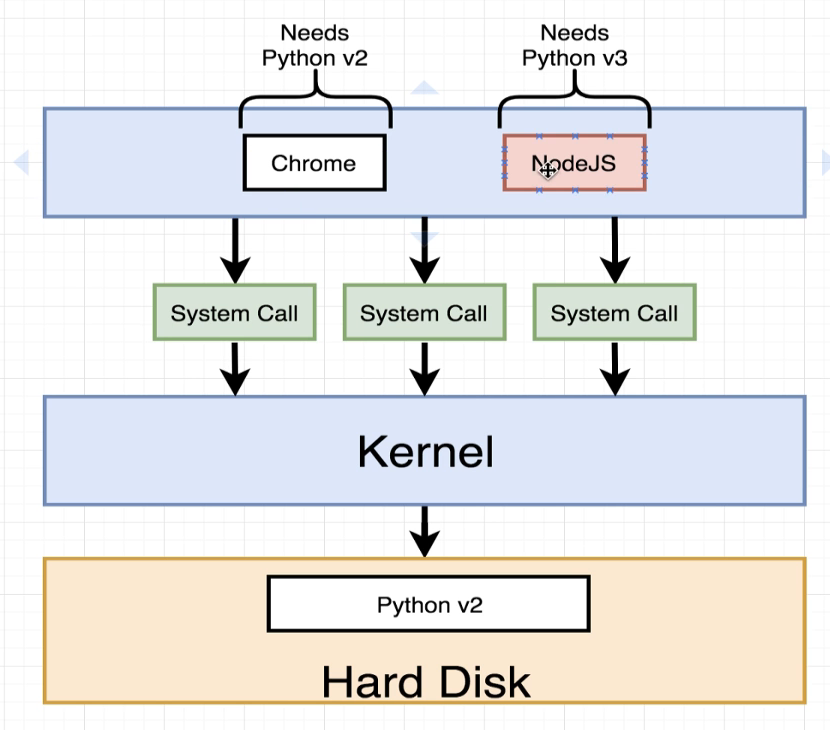 Needs
Python v2
Needs
Python v3
Chrome
NodeJS
System Call
System Call
System Call
Kernel
Python v2
Hard Disk